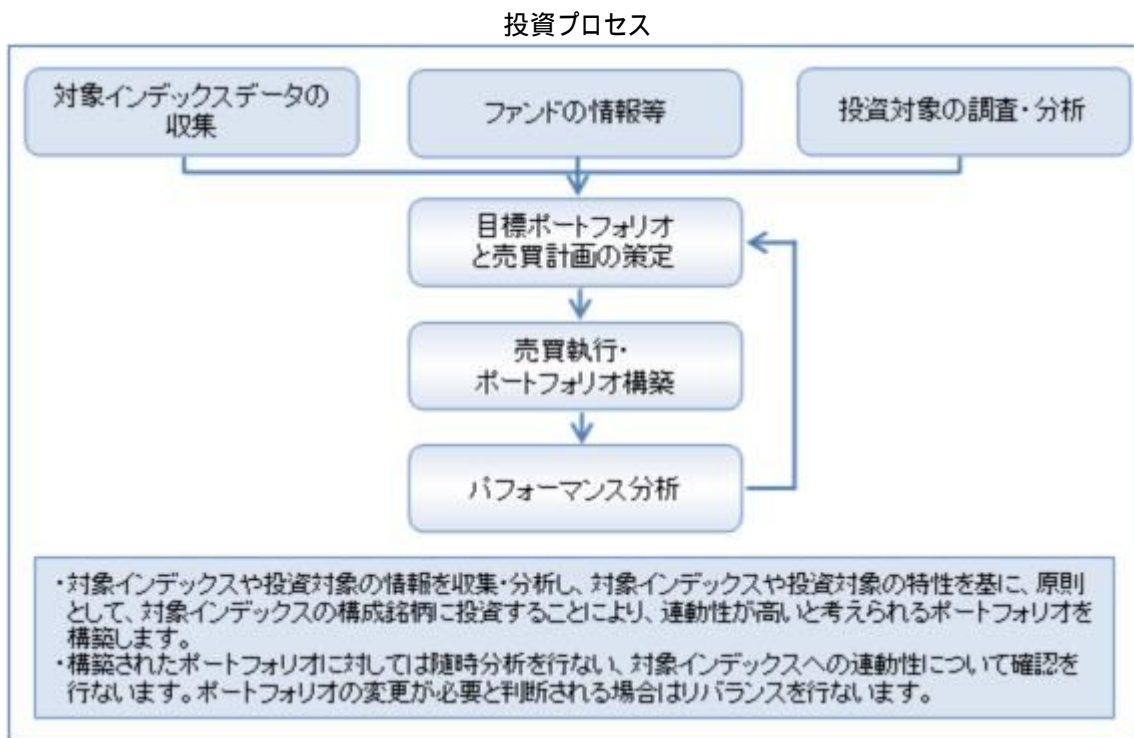 投資プロセス
対象インデックスデータの
収集
ファンドの情報等
投資対象の調査・分析
目標ポートフォリオ
と売買計画の策定
売買執行・
ポートフォリオ構築
パフォーマンス分析
・対象インデックスや投資対象の情報を収集・分析し、対象インデックスや投資対象の特性を基に、原則
として、対象インデックスの構成銘柄に投資することにより、連動性が高いと考えられるポートフォリオを
構築します。
・構築されたポートフォリオに対しては随時分析を行ない、対象インデックスへの連動性について確認を
行ないます。ポートフォリオの変更が必要と判断される場合はリバランスを行ないます。